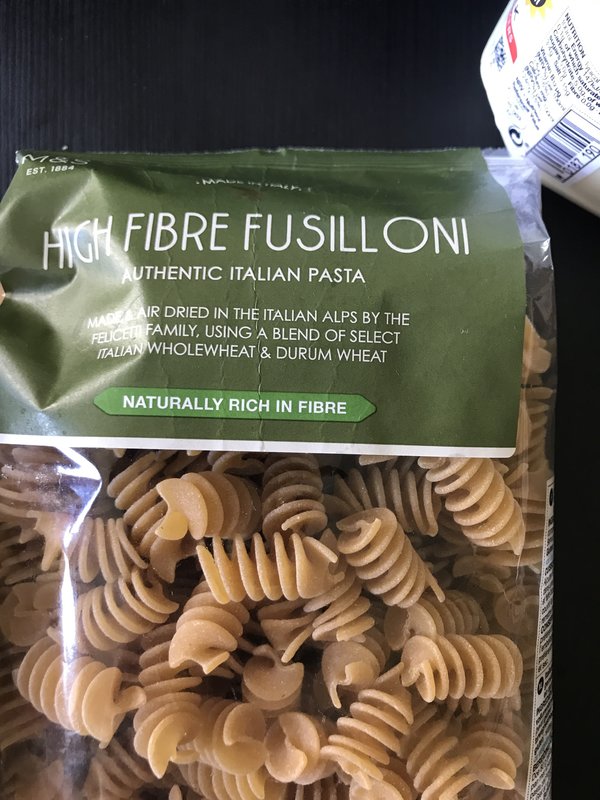 M&S
EST. 1884
MADE IN ITALY
HIGH FIBRE FUSILLONI
AUTHENTIC ITALIAN PASTA
MADE & AIR DRIED IN THE ITALIAN ALPS BY THE
FELICETTI FAMILY, USING A BLEND OF SELECT
ITALIAN WHOLEWHEAT & DURUM WHEAT
NATURALLY RICH IN FIBRE
NUTRITION